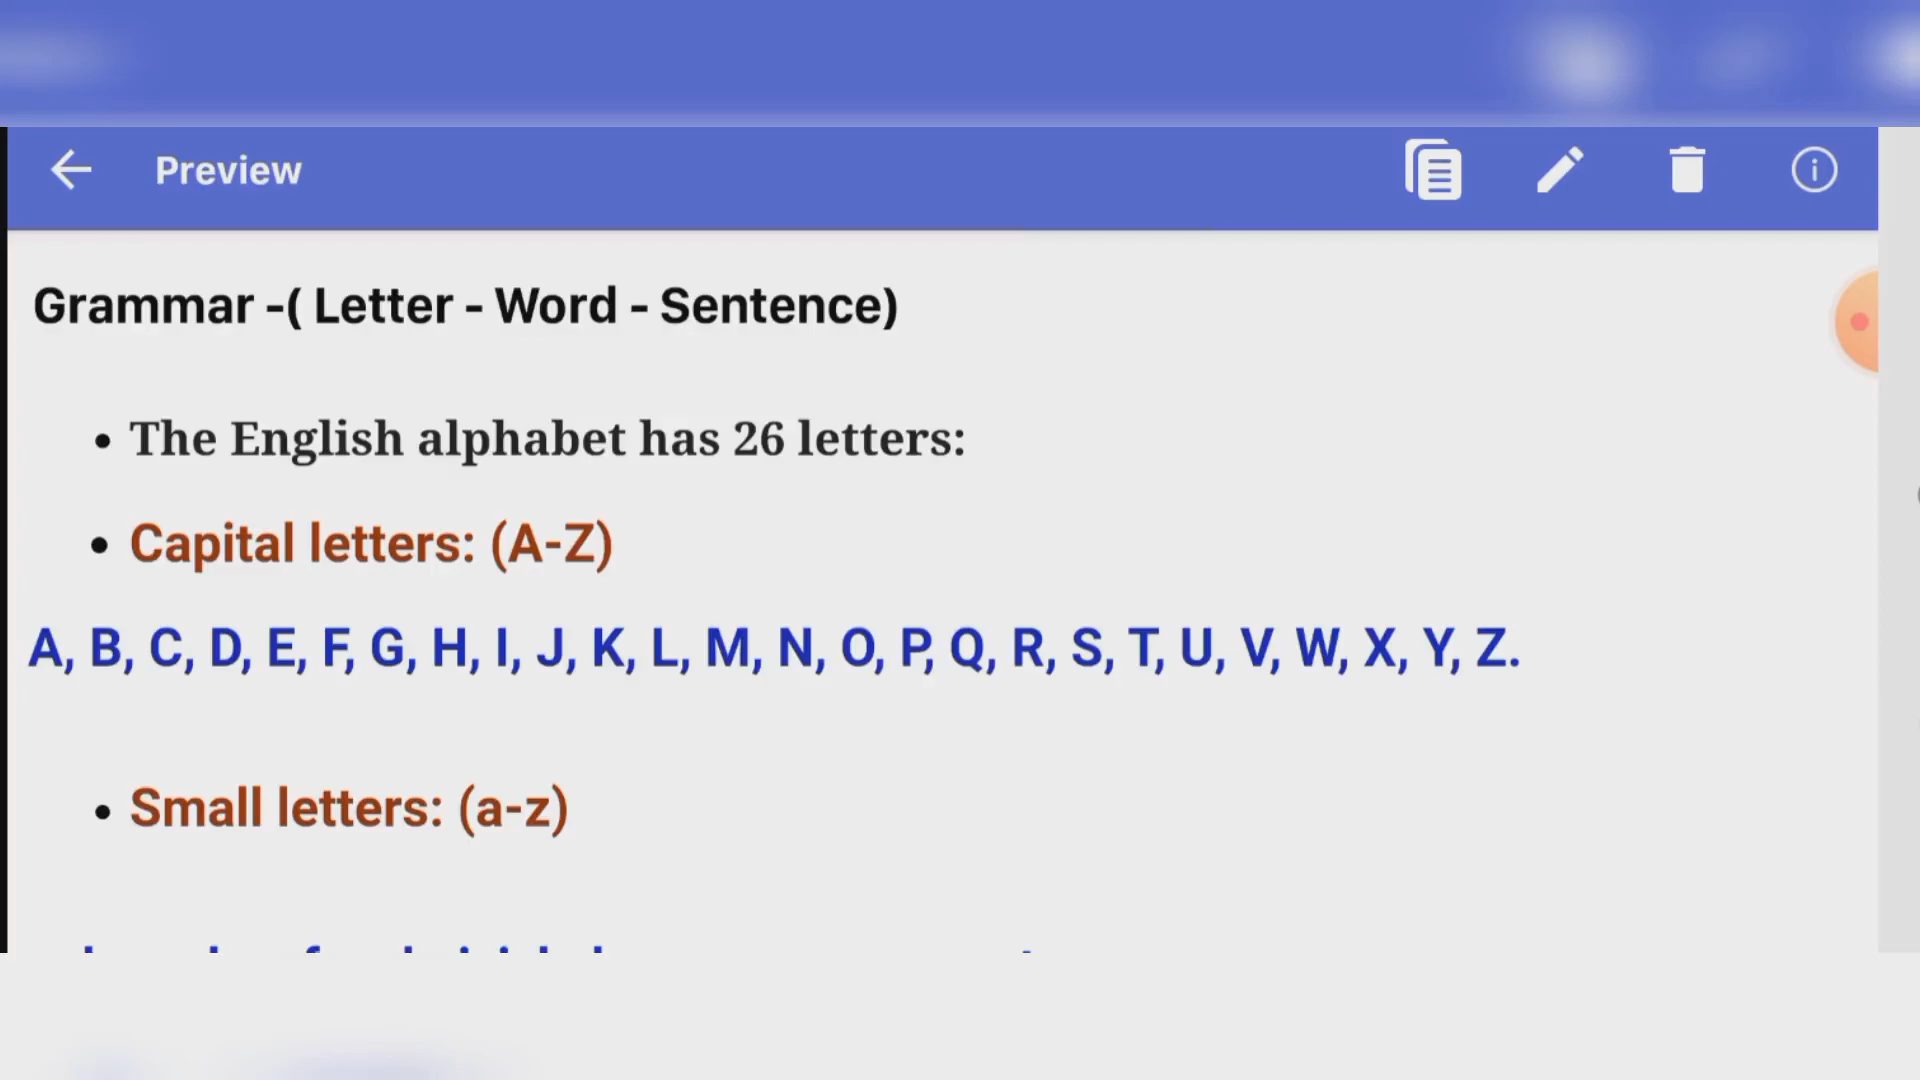 Preview
Grammar -( Letter - Word - Sentence)
• The English alphabet has 26 letters:
• Capital letters: (A-Z)
A, B, C, D, E, F, G, H, I, J, K, L, M, N, O, P, Q, R, S, T, U, V, W, X, Y, Z.
• Small letters: (a-z)